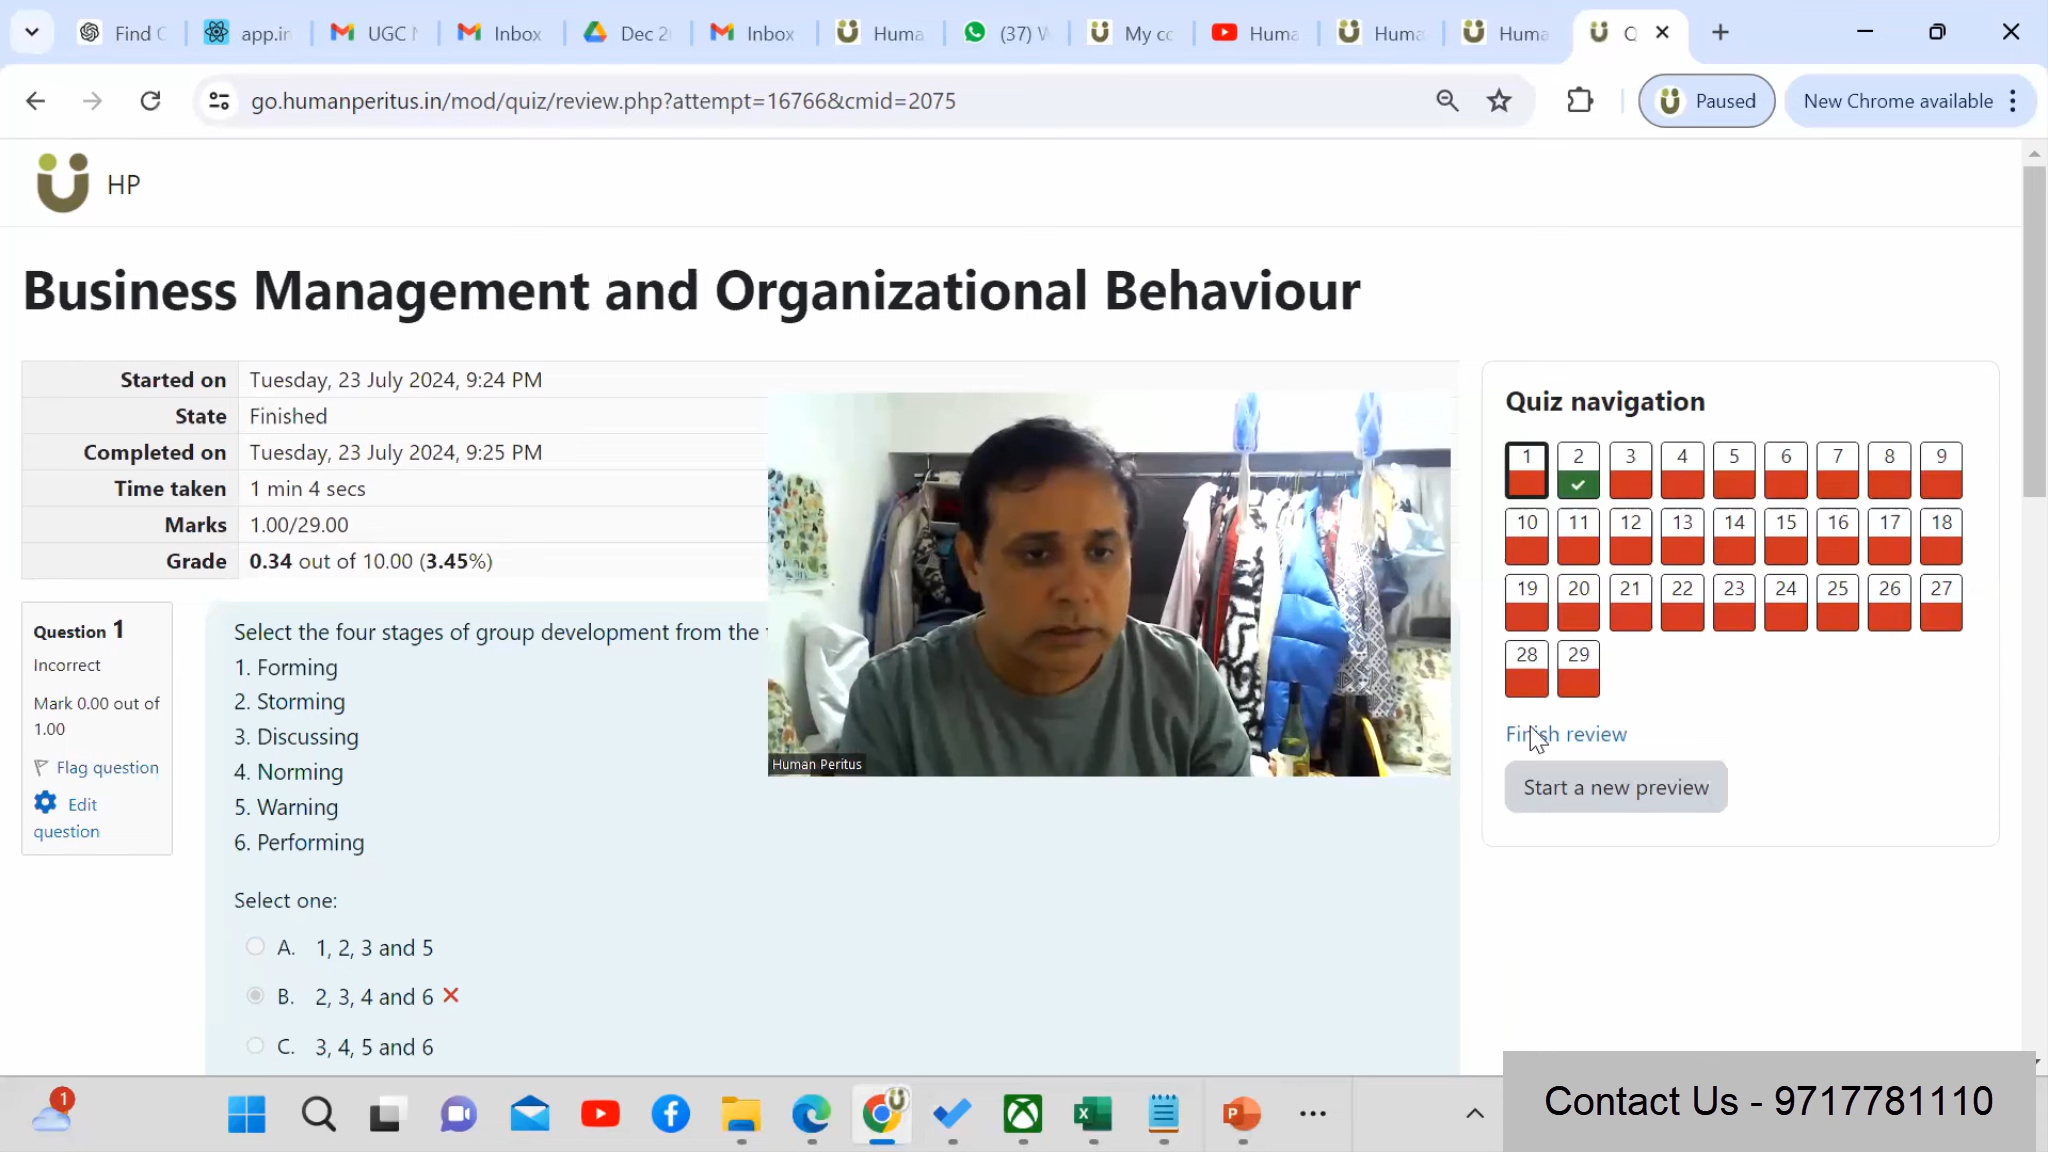 Find C
app.in
UGC N
Inbox
Dec 2
Inbox
Huma
(37) W
My cc
Huma
Huma
Huma
go.humanperitus.in/mod/quiz/review.php?attempt=16766&cmid=2075
Paused
New Chrome available
HP
Business Management and Organizational Behaviour
Started on Tuesday, 23 July 2024, 9:24 PM
State Finished
Completed on Tuesday, 23 July 2024, 9:25 PM
Time taken 1 min 4 secs
Marks 1.00/29.00
Grade 0.34 out of 10.00 (3.45%)
Question 1
Incorrect
Mark 0.00 out of
1.00
Flag question
Edit
question
Select the four stages of group development from the
1. Forming
2. Storming
3. Discussing
4. Norming
5. Warning
6. Performing
Select one:
A. 1, 2, 3 and 5
B. 2, 3, 4 and 6
C. 3, 4, 5 and 6
Human Peritus
Quiz navigation
1 2 3 4 5 6 7 8 9
10 11 12 13 14 15 16 17 18
19 20 21 22 23 24 25 26 27
28 29
Finish review
Start a new preview
1
Contact Us - 9717781110